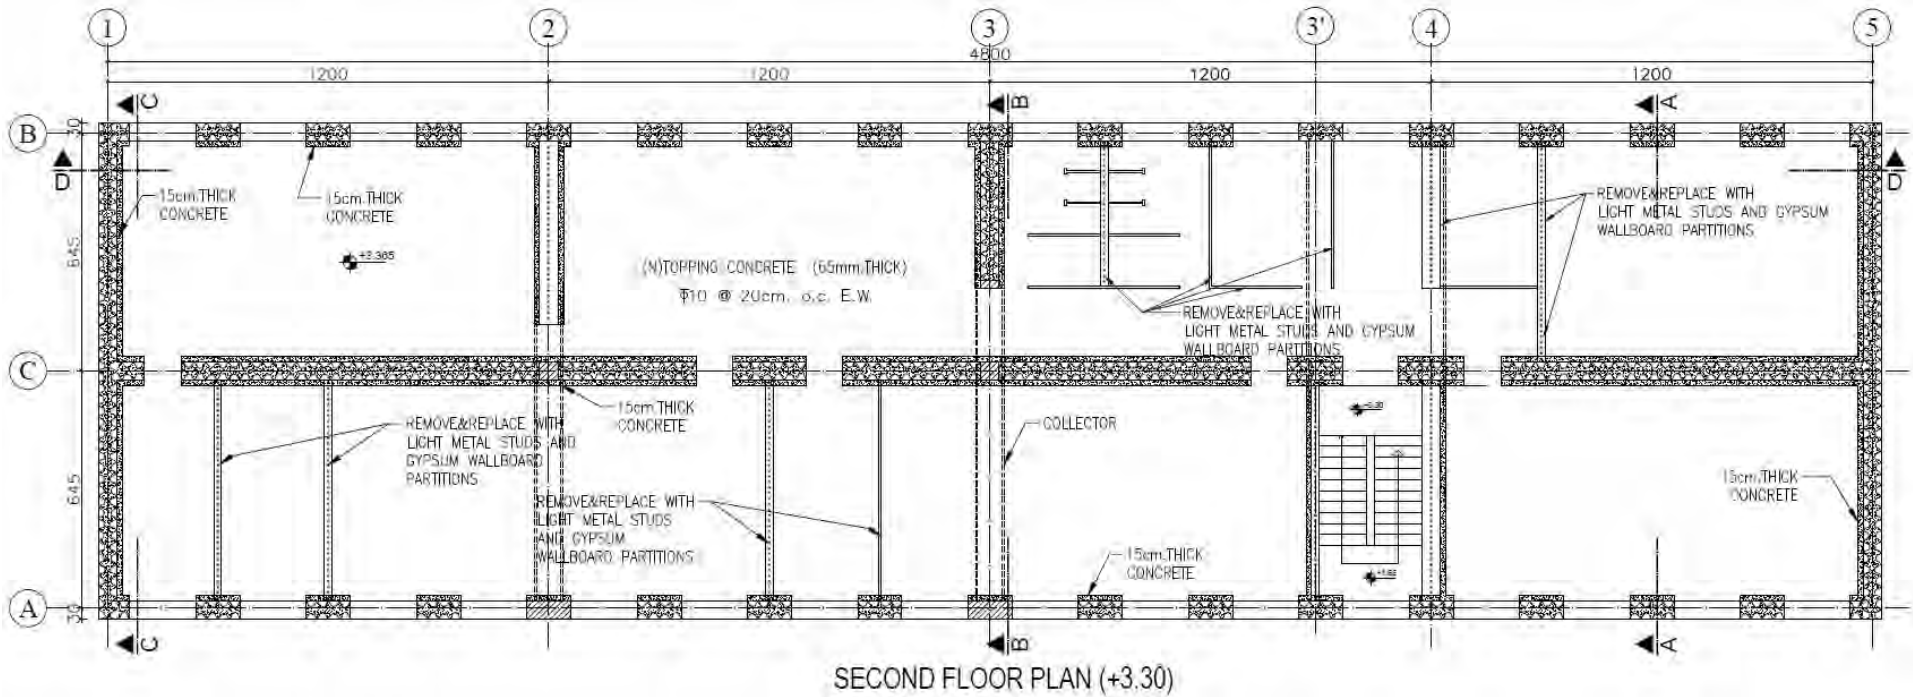 1
2
3
3'
4
5
4800
1200
1200
1200
1200
C
B
A
B
30
D
D
15cm.THICK
CONCRETE
15cm.THICK
CONCRETE
REMOVE&REPLACE WITH
LIGHT METAL STUDS AND GYPSUM
WALLBOARD PARTITIONS
645
(N)TOPPING CONCRETE (65mm.THICK)
10 @ 20cm. o.c. E.W.
REMOVE&REPLACE WITH
LIGHT METAL STUDS AND GYPSUM
WALLBOARD PARTITIONS
C
15cm.THICK
CONCRETE
COLLECTOR
REMOVE&REPLACE WITH
LIGHT METAL STUDS AND
GYPSUM WALLBOARD
PARTITIONS
645
15cm.THICK
CONCRETE
REMOVE&REPLACE WITH
LIGHT METAL STUDS
AND GYPSUM
WALLBOARD PARTITIONS
15cm.THICK
CONCRETE
A
30
C
B
A
SECOND FLOOR PLAN (+3.30)